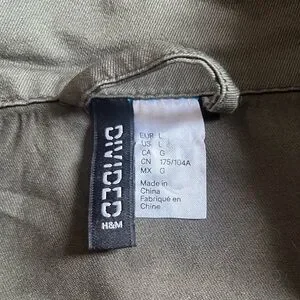 DIVIDED
H&M
EUR L
US L
CA G
CN 175/104A
MX G
Made in
China
Fabriqué en
Chine